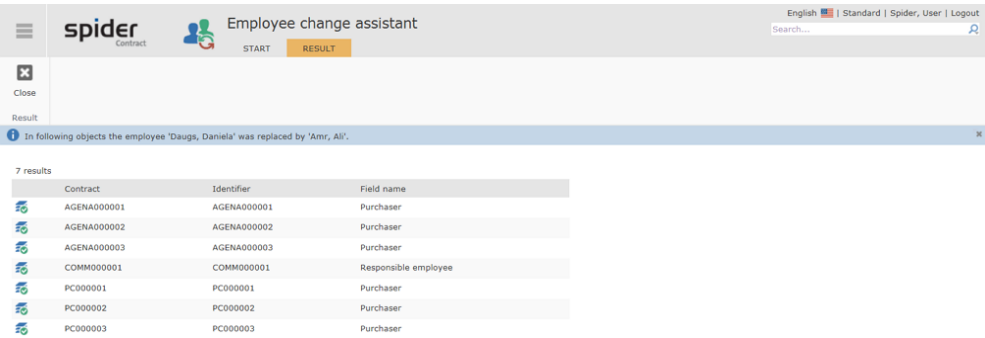 English | Standard | Spider, User | Logout
spider
Contract
Employee change assistant
Search...
START RESULT
Close
Result
In following objects the employee 'Daugs, Daniela' was replaced by 'Amr, Ali'.
7 results
Contract Identifier Field name
AGENA000001 AGENA000001 Purchaser
AGENA000002 AGENA000002 Purchaser
AGENA000003 AGENA000003 Purchaser
COMM000001 COMM000001 Responsible employee
PC000001 PC000001 Purchaser
PC000002 PC000002 Purchaser
PC000003 PC000003 Purchaser